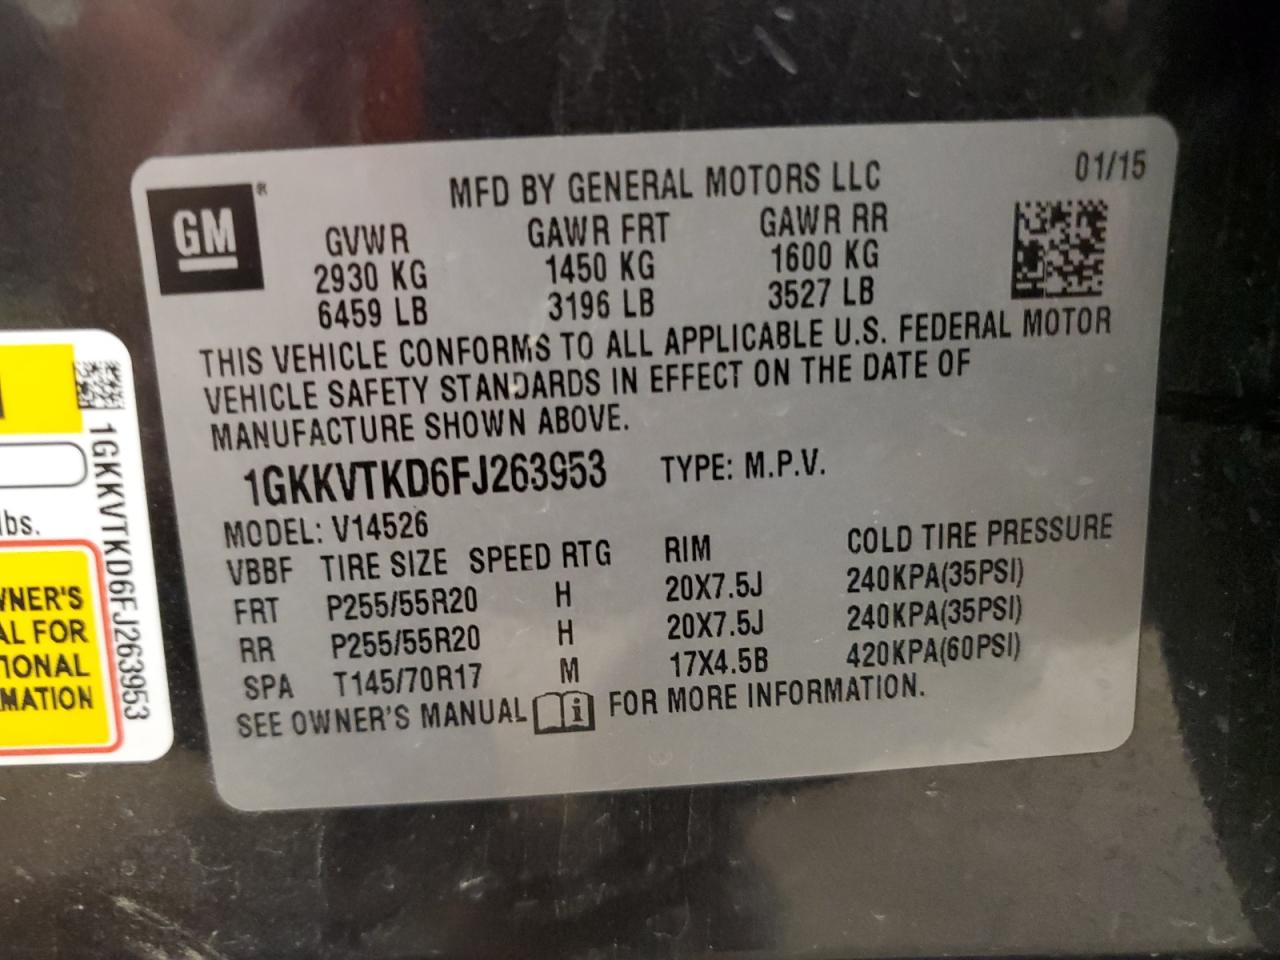 GM
®
MFD BY GENERAL MOTORS LLC 01/15
GVWR GAWR FRT GAWR RR
2930 KG 1450 KG 1600 KG
6459 LB 3196 LB 3527 LB
THIS VEHICLE CONFORMS TO ALL APPLICABLE U.S. FEDERAL MOTOR
VEHICLE SAFETY STANDARDS IN EFFECT ON THE DATE OF
MANUFACTURE SHOWN ABOVE.
1GKKVTKD6FJ263953 TYPE: M.P.V.
MODEL: V14526
VBBF TIRE SIZE SPEED RTG RIM COLD TIRE PRESSURE
FRT P255/55R20 H 20X7.5J 240KPA(35PSI)
RR P255/55R20 H 20X7.5J 240KPA(35PSI)
SPA T145/70R17 M 17X4.5B 420KPA(60PSI)
SEE OWNER'S MANUAL i FOR MORE INFORMATION.
1GKKVTKD6FJ263953
lbs.
WNER'S
AL FOR
TIONAL
MATION